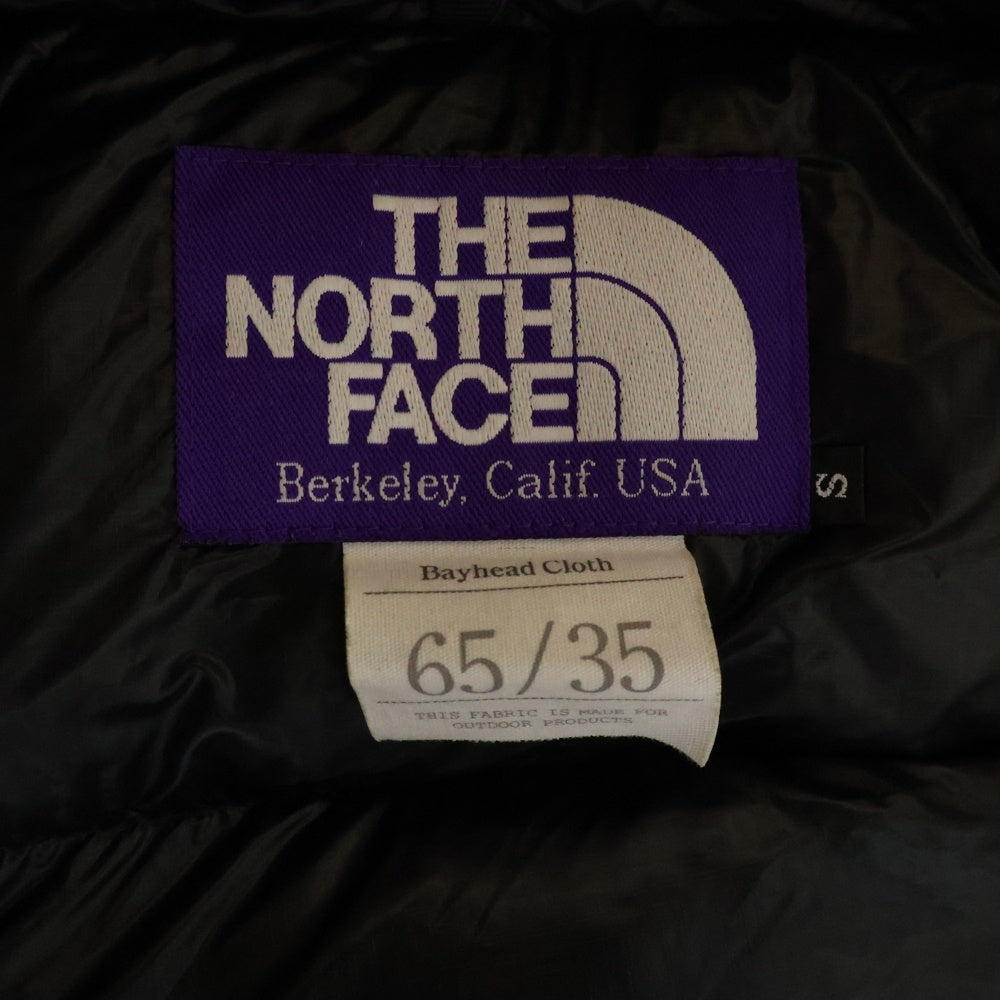 THE
NORTH
FACE
Berkeley, Calif. USA
S
Bayhead Cloth
65/35
THIS FABRIC IS MADE FOR
OUTDOOR PRODUCTS